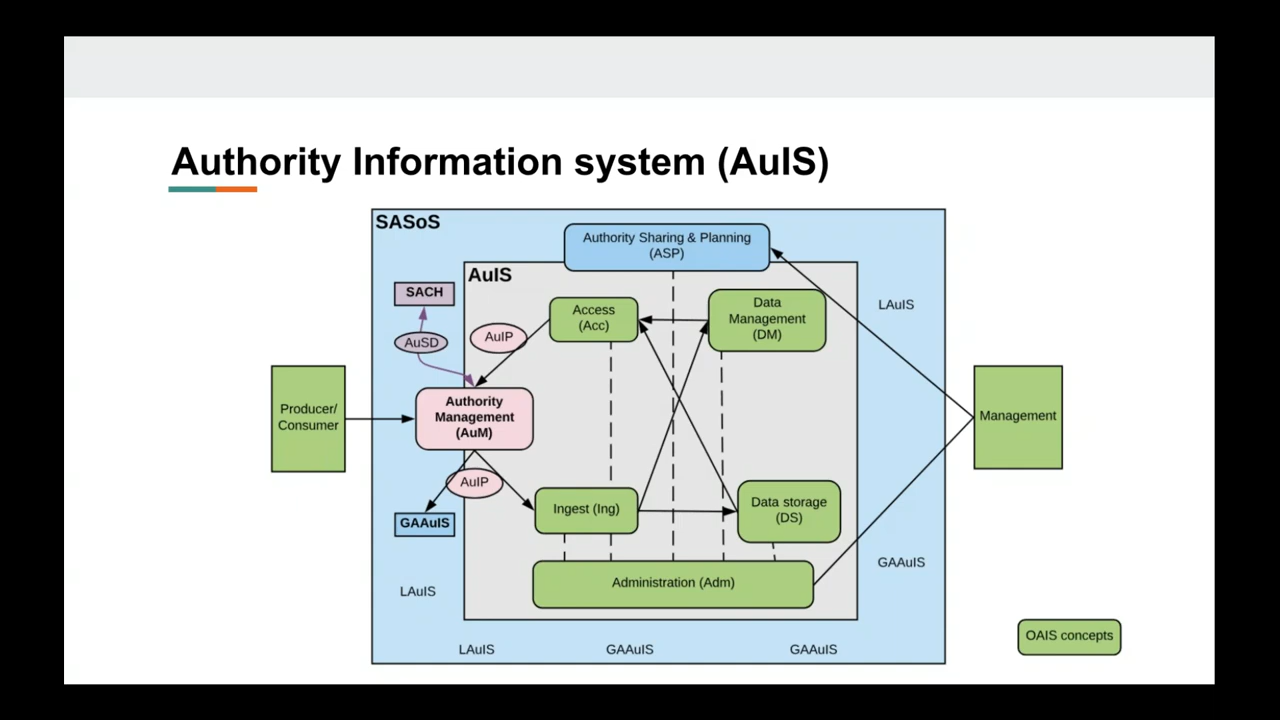 Authority Information system (AuIS)
SASoS
Authority Sharing & Planning
(ASP)
AuIS
SACH
Access
(Acc)
Data
Management
(DM)
LAuIS
AuIP
AuSD
Producer/
Consumer
Authority
Management
(AuM)
Management
AuIP
GAAuIS
Ingest (Ing)
Data storage
(DS)
GAAuIS
LAuIS
Administration (Adm)
OAIS concepts
LAuIS
GAAuIS
GAAuIS